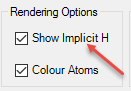 Rendering Options
Show Implicit H
Colour Atoms